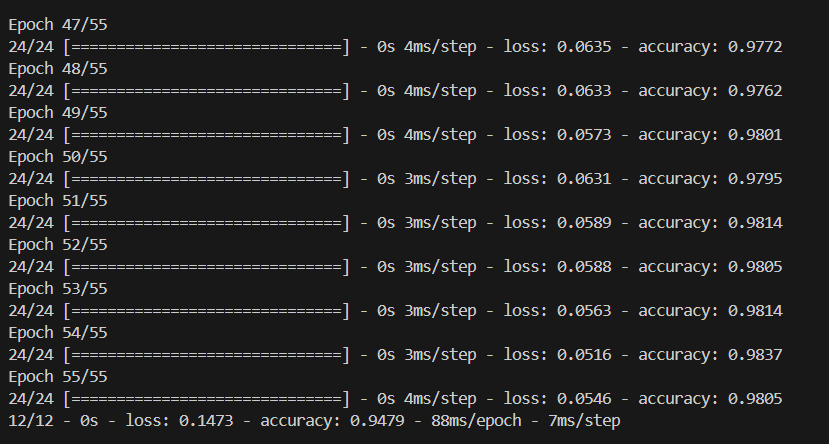 Epoch 47/55
24/24 [==============================] - 0s 4ms/step - loss: 0.0635 - accuracy: 0.9772
Epoch 48/55
24/24 [==============================] - 0s 4ms/step - loss: 0.0633 - accuracy: 0.9762
Epoch 49/55
24/24 [==============================] - 0s 4ms/step - loss: 0.0573 - accuracy: 0.9801
Epoch 50/55
24/24 [==============================] - 0s 3ms/step - loss: 0.0631 - accuracy: 0.9795
Epoch 51/55
24/24 [==============================] - 0s 3ms/step - loss: 0.0589 - accuracy: 0.9814
Epoch 52/55
24/24 [==============================] - 0s 3ms/step - loss: 0.0588 - accuracy: 0.9805
Epoch 53/55
24/24 [==============================] - 0s 3ms/step - loss: 0.0563 - accuracy: 0.9814
Epoch 54/55
24/24 [==============================] - 0s 3ms/step - loss: 0.0516 - accuracy: 0.9837
Epoch 55/55
24/24 [==============================] - 0s 4ms/step - loss: 0.0546 - accuracy: 0.9805
12/12 - 0s - loss: 0.1473 - accuracy: 0.9479 - 88ms/epoch - 7ms/step